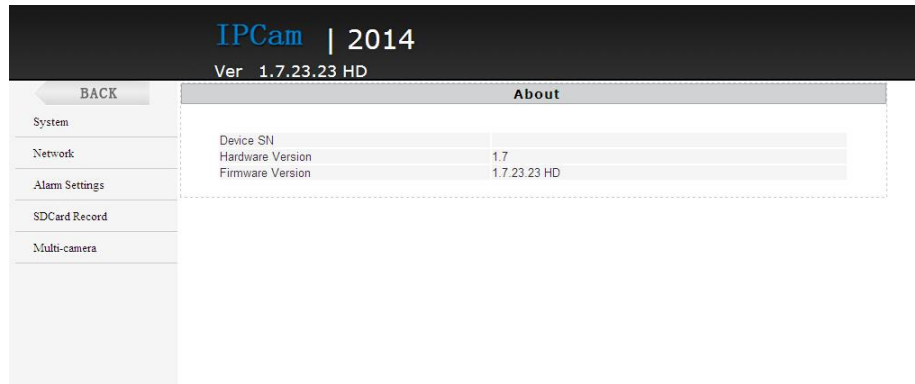 IPCam | 2014
Ver 1.7.23.23 HD
BACK
System
Network
Alarm Settings
SDCard Record
Multi-camera
About
Device SN
Hardware Version 1.7
Firmware Version 1.7.23.23 HD